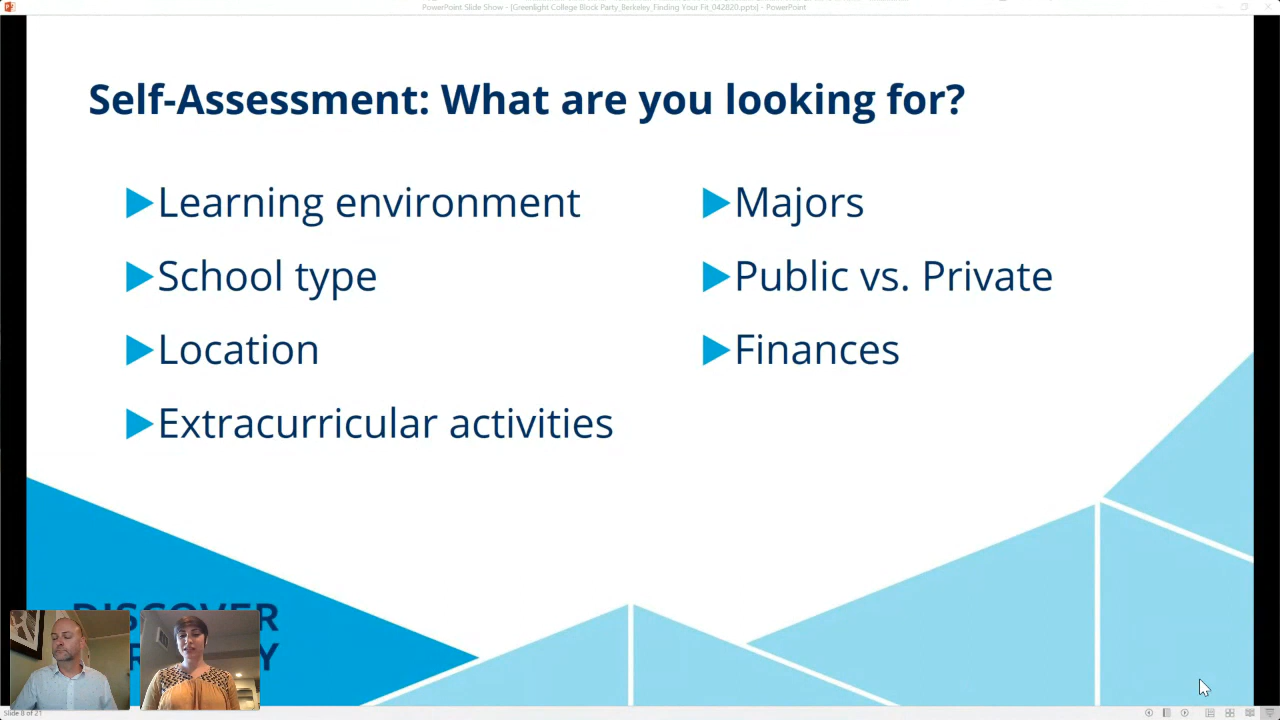 PowerPoint Slide Show - [Greenlight College Block Party_Berkeley_Finding Your Fit_042820.pptx] - PowerPoint
Self-Assessment: What are you looking for?
Learning environment
School type
Location
Extracurricular activities
Majors
Public vs. Private
Finances
DISCOVER
Slide 8 of 21